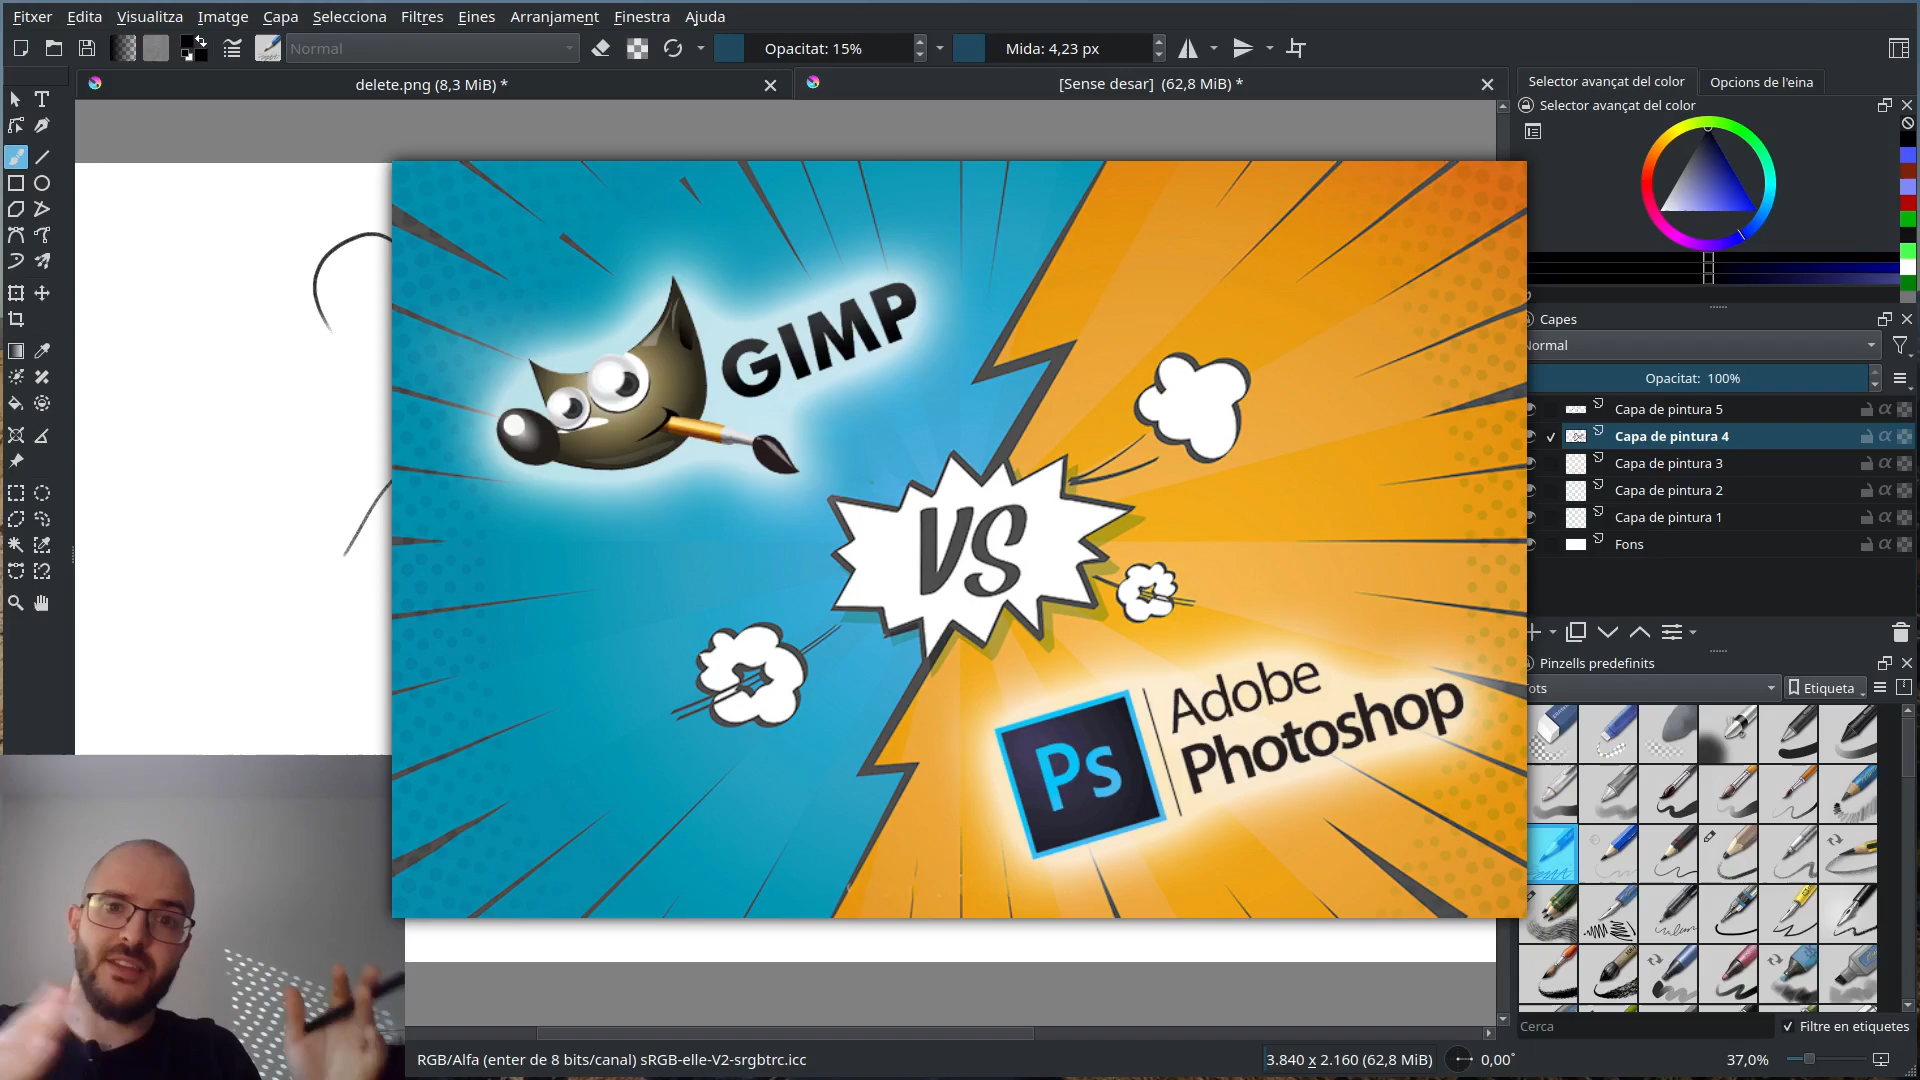 Fitxer Edita Visualitza Imatge Capa Selecciona Filtres Eines Arranjament Finestra Ajuda
Normal
Opacitat: 15%
Mida: 4,23 px
delete.png (8,3 MiB) *
[Sense desar] (62,8 MiB) *
Selector avançat del color
Opcions de l'eina
Selector avançat del color
GIMP
VS
Ps
Adobe
Photoshop
Capes
Normal
Opacitat: 100%
Capa de pintura 5
Capa de pintura 4
Capa de pintura 3
Capa de pintura 2
Capa de pintura 1
Fons
Pinzells predefinits
Etiqueta
Cerca
Filtre en etiquetes
RGB/Alfa (enter de 8 bits/canal) sRGB-elle-V2-srgbtrc.icc
3.840 x 2.160 (62,8 MiB)
0,00°
37,0%